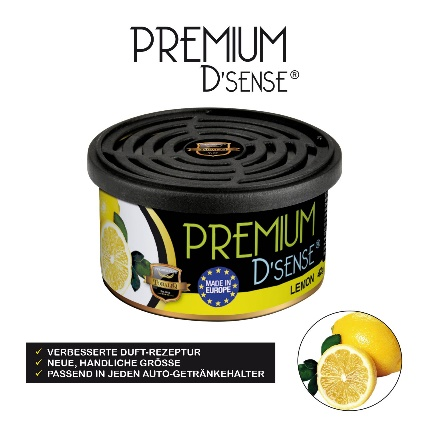 PREMIUM
D'SENSE®
PREMIUM
D'SENSE®
MADE IN
EUROPE
LEMON
✓ VERBESSERTE DUFT-REZEPTUR
✓ NEUE, HANDLICHE GRÖSSE
✓ PASSEND IN JEDEN AUTO-GETRÄNKEHALTER